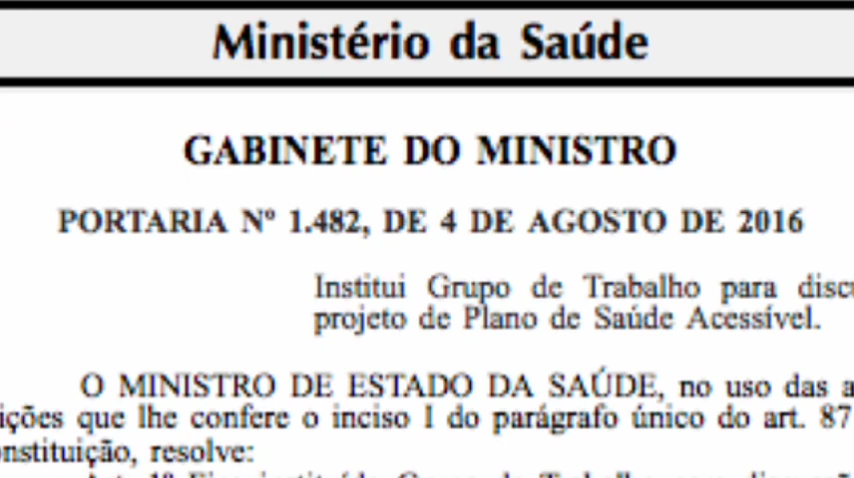 Ministério da Saúde
GABINETE DO MINISTRO
PORTARIA Nº 1.482, DE 4 DE AGOSTO DE 2016
Institui Grupo de Trabalho para
projeto de Plano de Saúde Acessível.
O MINISTRO DE ESTADO DA SAÚDE, no uso das
que lhe confere o inciso I do parágrafo único do art. 87
resolve: